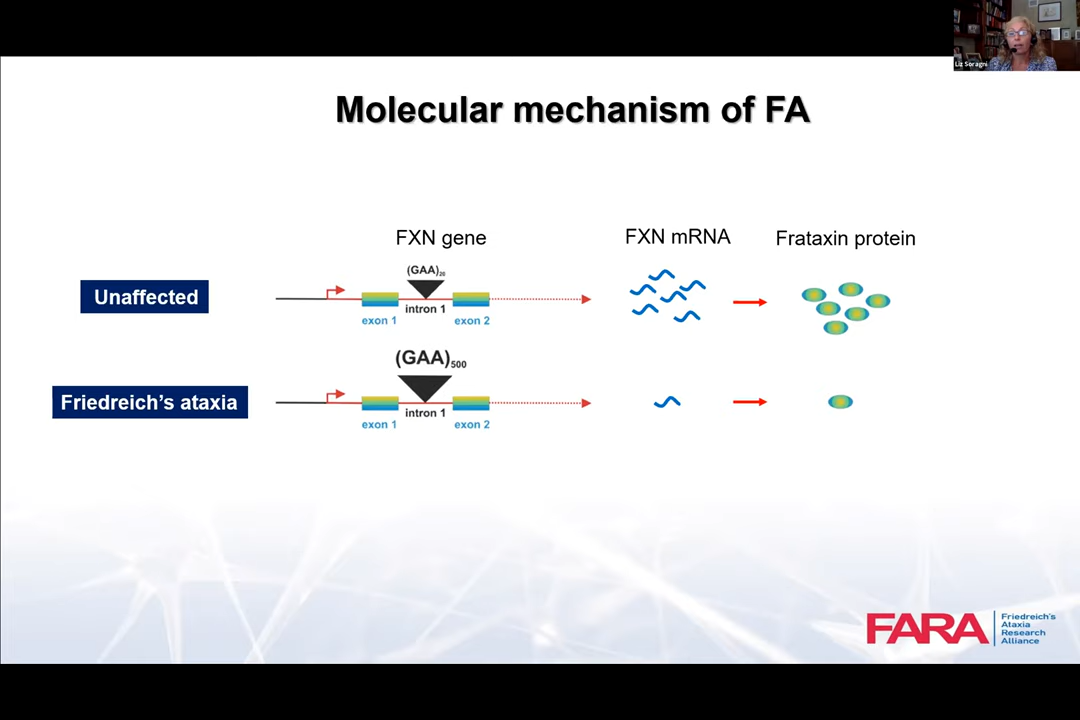 Liz Soragni
Molecular mechanism of FA
FXN gene
FXN mRNA
Frataxin protein
Unaffected
(GAA)20
intron 1
exon 1
exon 2
Friedreich's ataxia
(GAA)500
intron 1
exon 1
exon 2
FARA
Friedreich's
Ataxia
Research
Alliance